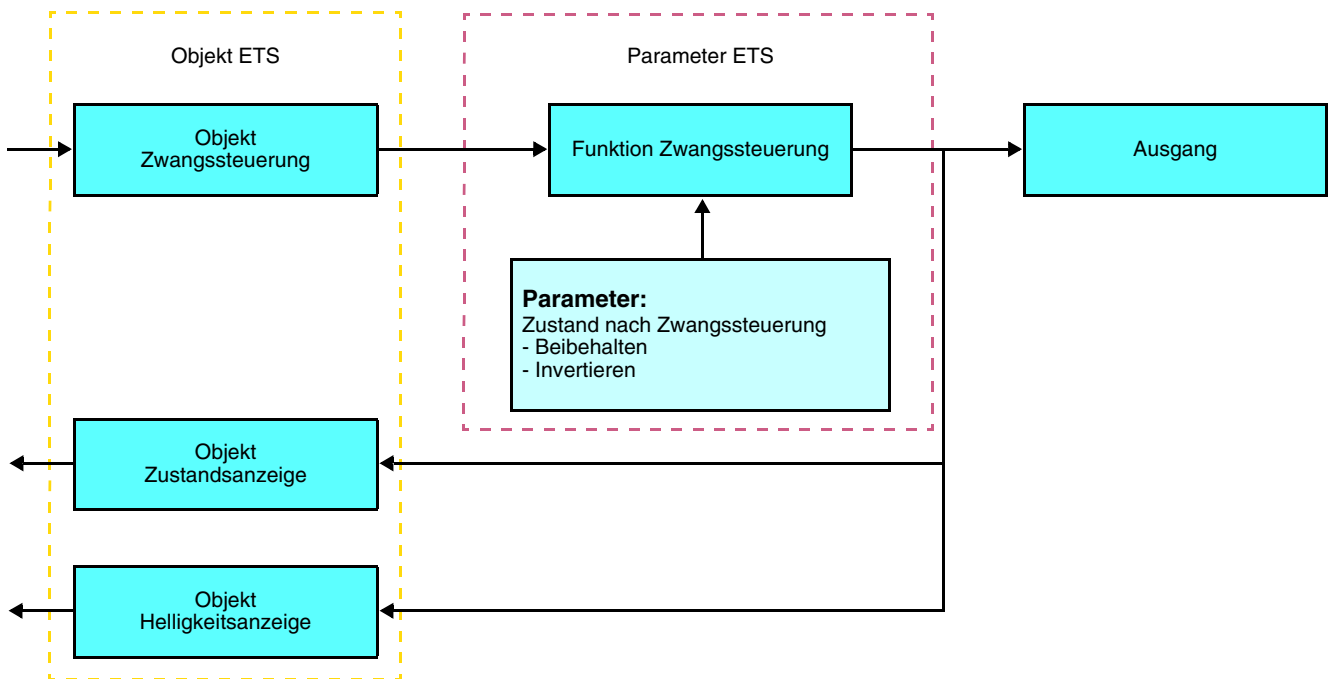 Objekt ETS
Parameter ETS
Objekt
Zwangssteuerung
Funktion Zwangssteuerung
Ausgang
Parameter:
Zustand nach Zwangssteuerung
- Beibehalten
- Invertieren
Objekt
Zustandsanzeige
Objekt
Helligkeitsanzeige